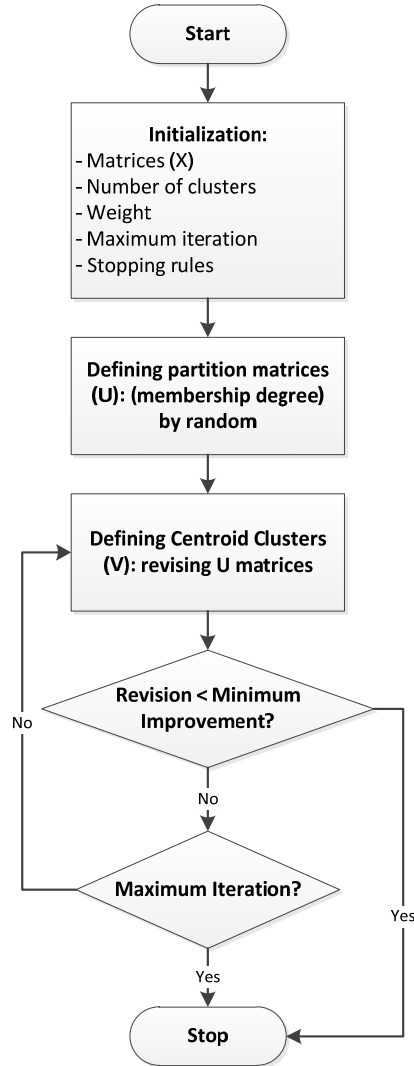 Start
Initialization:
- Matrices (X)
- Number of clusters
- Weight
- Maximum iteration
- Stopping rules
Defining partition matrices
(U): (membership degree)
by random
Defining Centroid Clusters
(V): revising U matrices
Revision < Minimum
Improvement?
No
No
Maximum Iteration?
Yes
Yes
Stop